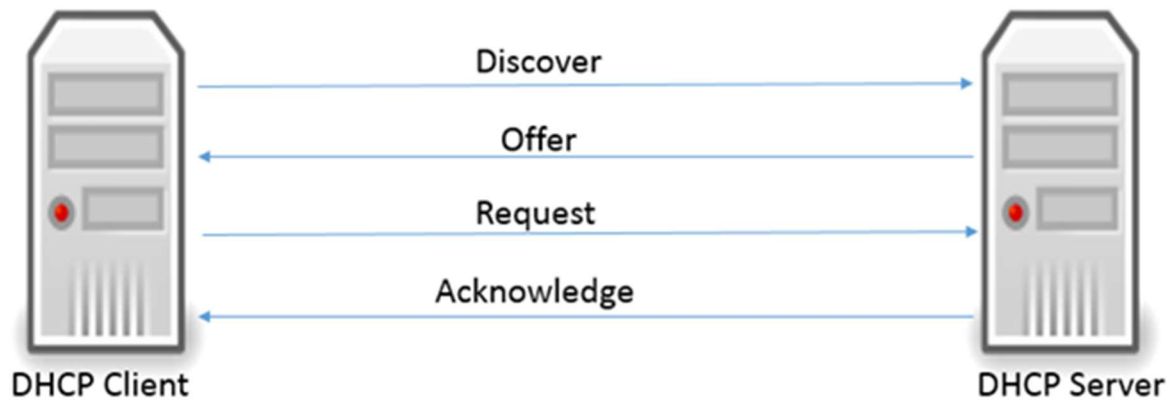 Discover
Offer
Request
Acknowledge
DHCP Client
DHCP Server